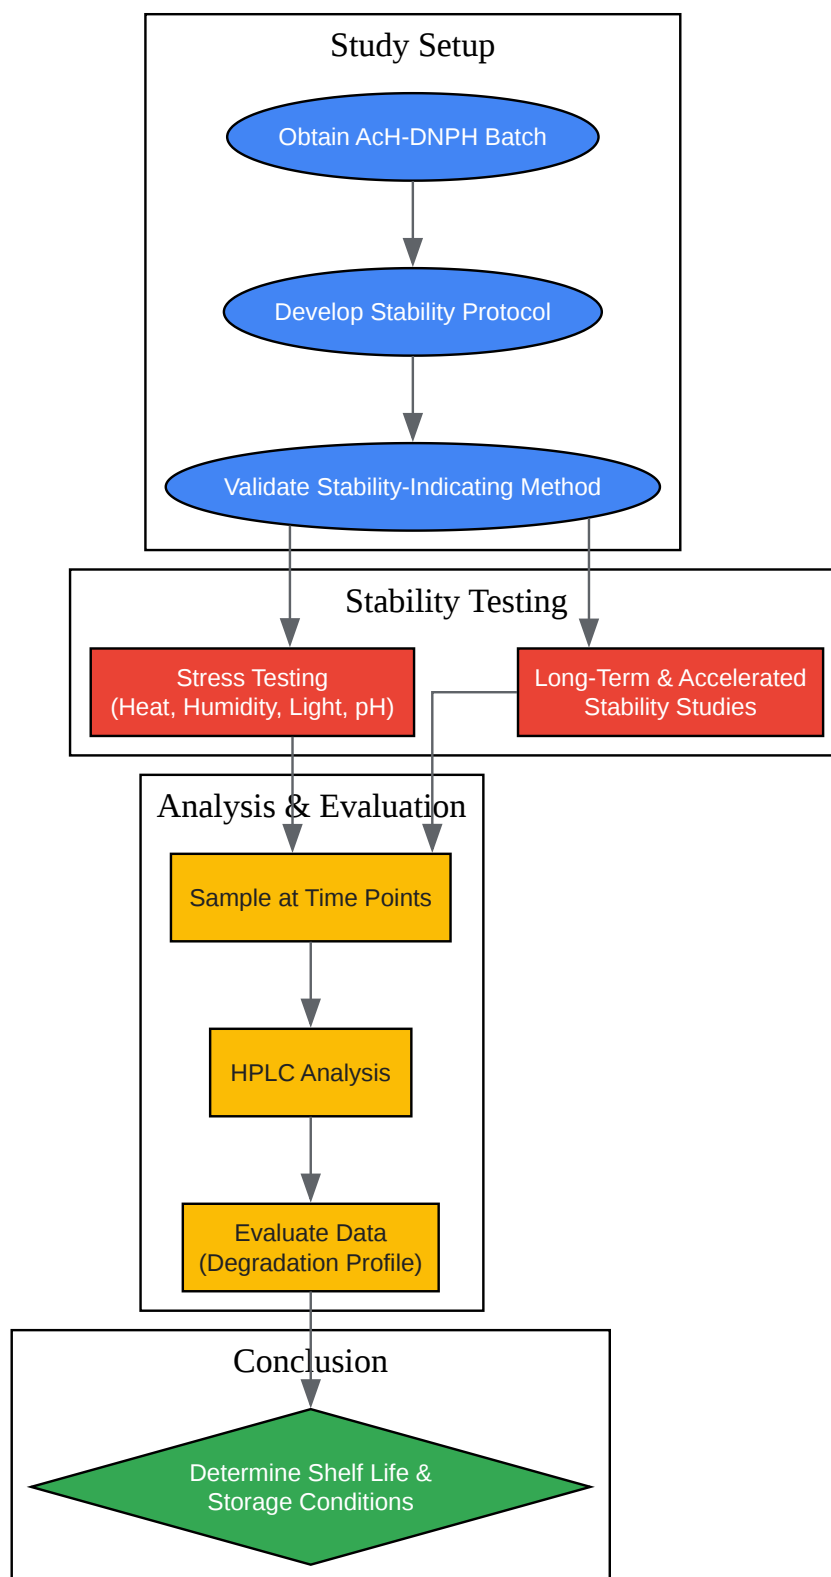 Study Setup
Obtain AcH-DNPH Batch
Develop Stability Protocol
Validate Stability-Indicating Method
Stability Testing
Stress Testing
(Heat, Humidity, Light, pH)
Long-Term & Accelerated
Stability Studies
Analysis & Evaluation
Sample at Time Points
HPLC Analysis
Evaluate Data
(Degradation Profile)
Conclusion
Determine Shelf Life &
Storage Conditions